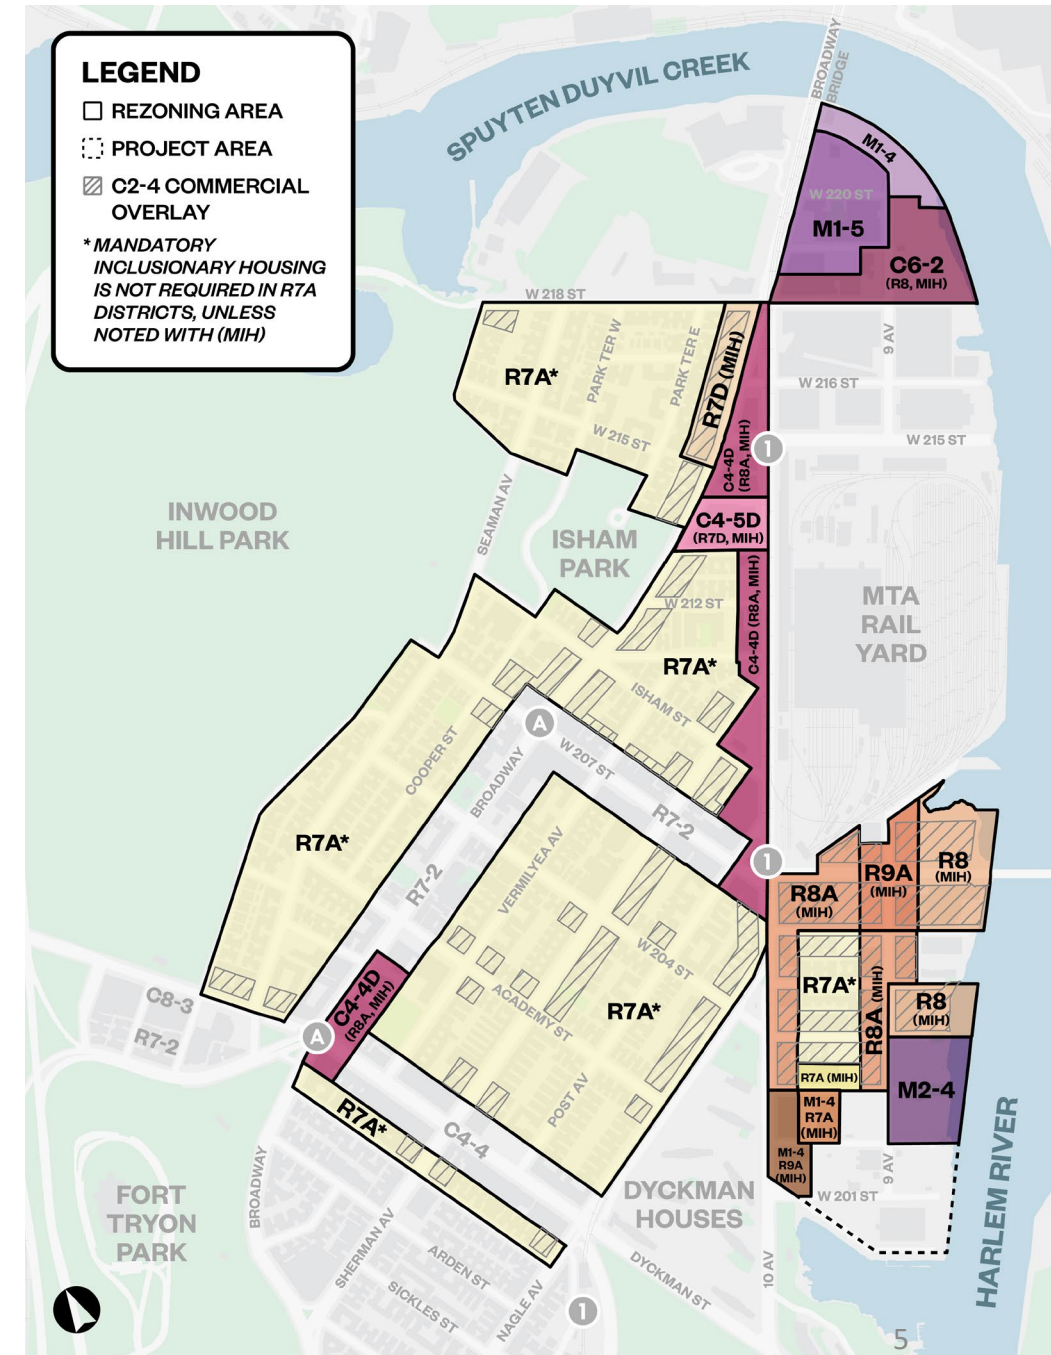 LEGEND
REZONING AREA
PROJECT AREA
C2-4 COMMERCIAL
OVERLAY
* MANDATORY
INCLUSIONARY HOUSING
IS NOT REQUIRED IN R7A
DISTRICTS, UNLESS
NOTED WITH (MIH)
SPUYTEN DUYVIL CREEK
BROADWAY
BRIDGE
M1-4
W 220 ST
M1-5
C6-2
(R8, MIH)
W 218 ST
R7A*
PARK TER W
PARK TER E
R7D (MIH)
9 AV
W 216 ST
W 215 ST
C4-4D
(R8A, MIH)
1
W 215 ST
SEAMAN AV
INWOOD
HILL PARK
ISHAM
PARK
C4-5D
(R7D, MIH)
W 212 ST
C4-4D (R8A, MIH)
MTA
RAIL
YARD
R7A*
ISHAM ST
A
W 207 ST
COOPER ST
BROADWAY
R7-2
R7A*
R7-2
VERMILYEA AV
1
R8A
(MIH)
R9A
(MIH)
R8
(MIH)
W 204 ST
ACADEMY ST
R7A*
R7A*
R8A (MIH)
R8
(MIH)
C8-3
R7-2
C4-4D
(R8A, MIH)
A
R7A (MIH)
M2-4
M1-4
R7A
(MIH)
POST AV
R7A*
C4-4
M1-4
R9A
(MIH)
9 AV
W 201 ST
FORT
TRYON
PARK
BROADWAY
DYCKMAN
HOUSES
HARLEM RIVER
SHERMAN AV
ARDEN ST
SICKLES ST
NAGLE AV
DYCKMAN ST
10 AV
1
5